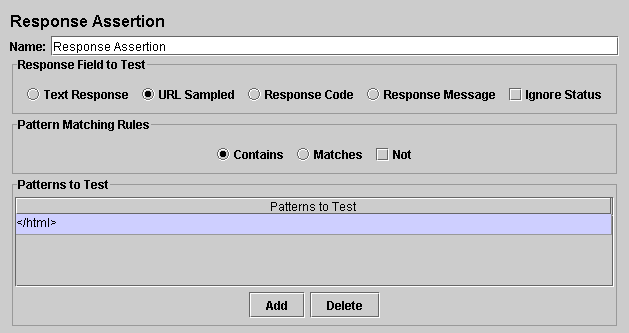 Response Assertion
Name: Response Assertion
Response Field to Test
Text Response URL Sampled Response Code Response Message Ignore Status
Pattern Matching Rules
Contains Matches Not
Patterns to Test
Patterns to Test
</html>
Add Delete